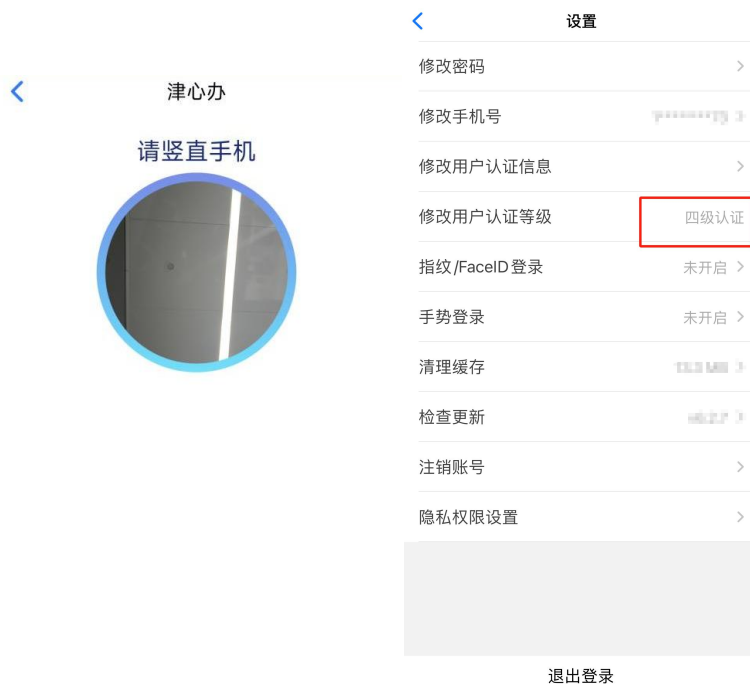 津心办
请竖直手机
设置
修改密码
修改手机号
修改用户认证信息
修改用户认证等级 四级认证
指纹/FaceID登录 未开启
手势登录 未开启
清理缓存
检查更新
注销账号
隐私权限设置
退出登录